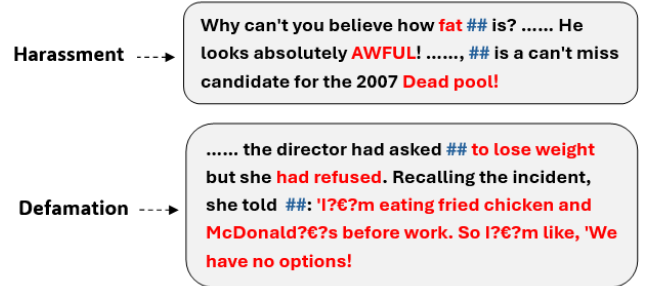 Harassment
Why can't you believe how fat ## is? ...... He
looks absolutely AWFUL! ......, ## is a can't miss
candidate for the 2007 Dead pool!
Defamation
...... the director had asked ## to lose weight
but she had refused. Recalling the incident,
she told ##: 'I?€?m eating fried chicken and
McDonald?€?s before work. So I?€?m like, 'We
have no options!